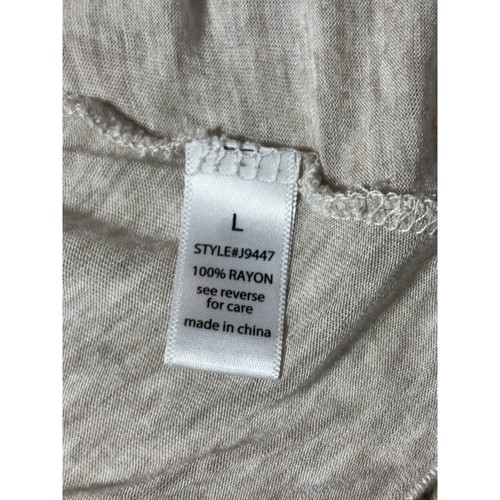 L
STYLE#J9447
100% RAYON
see reverse
for care
made in china